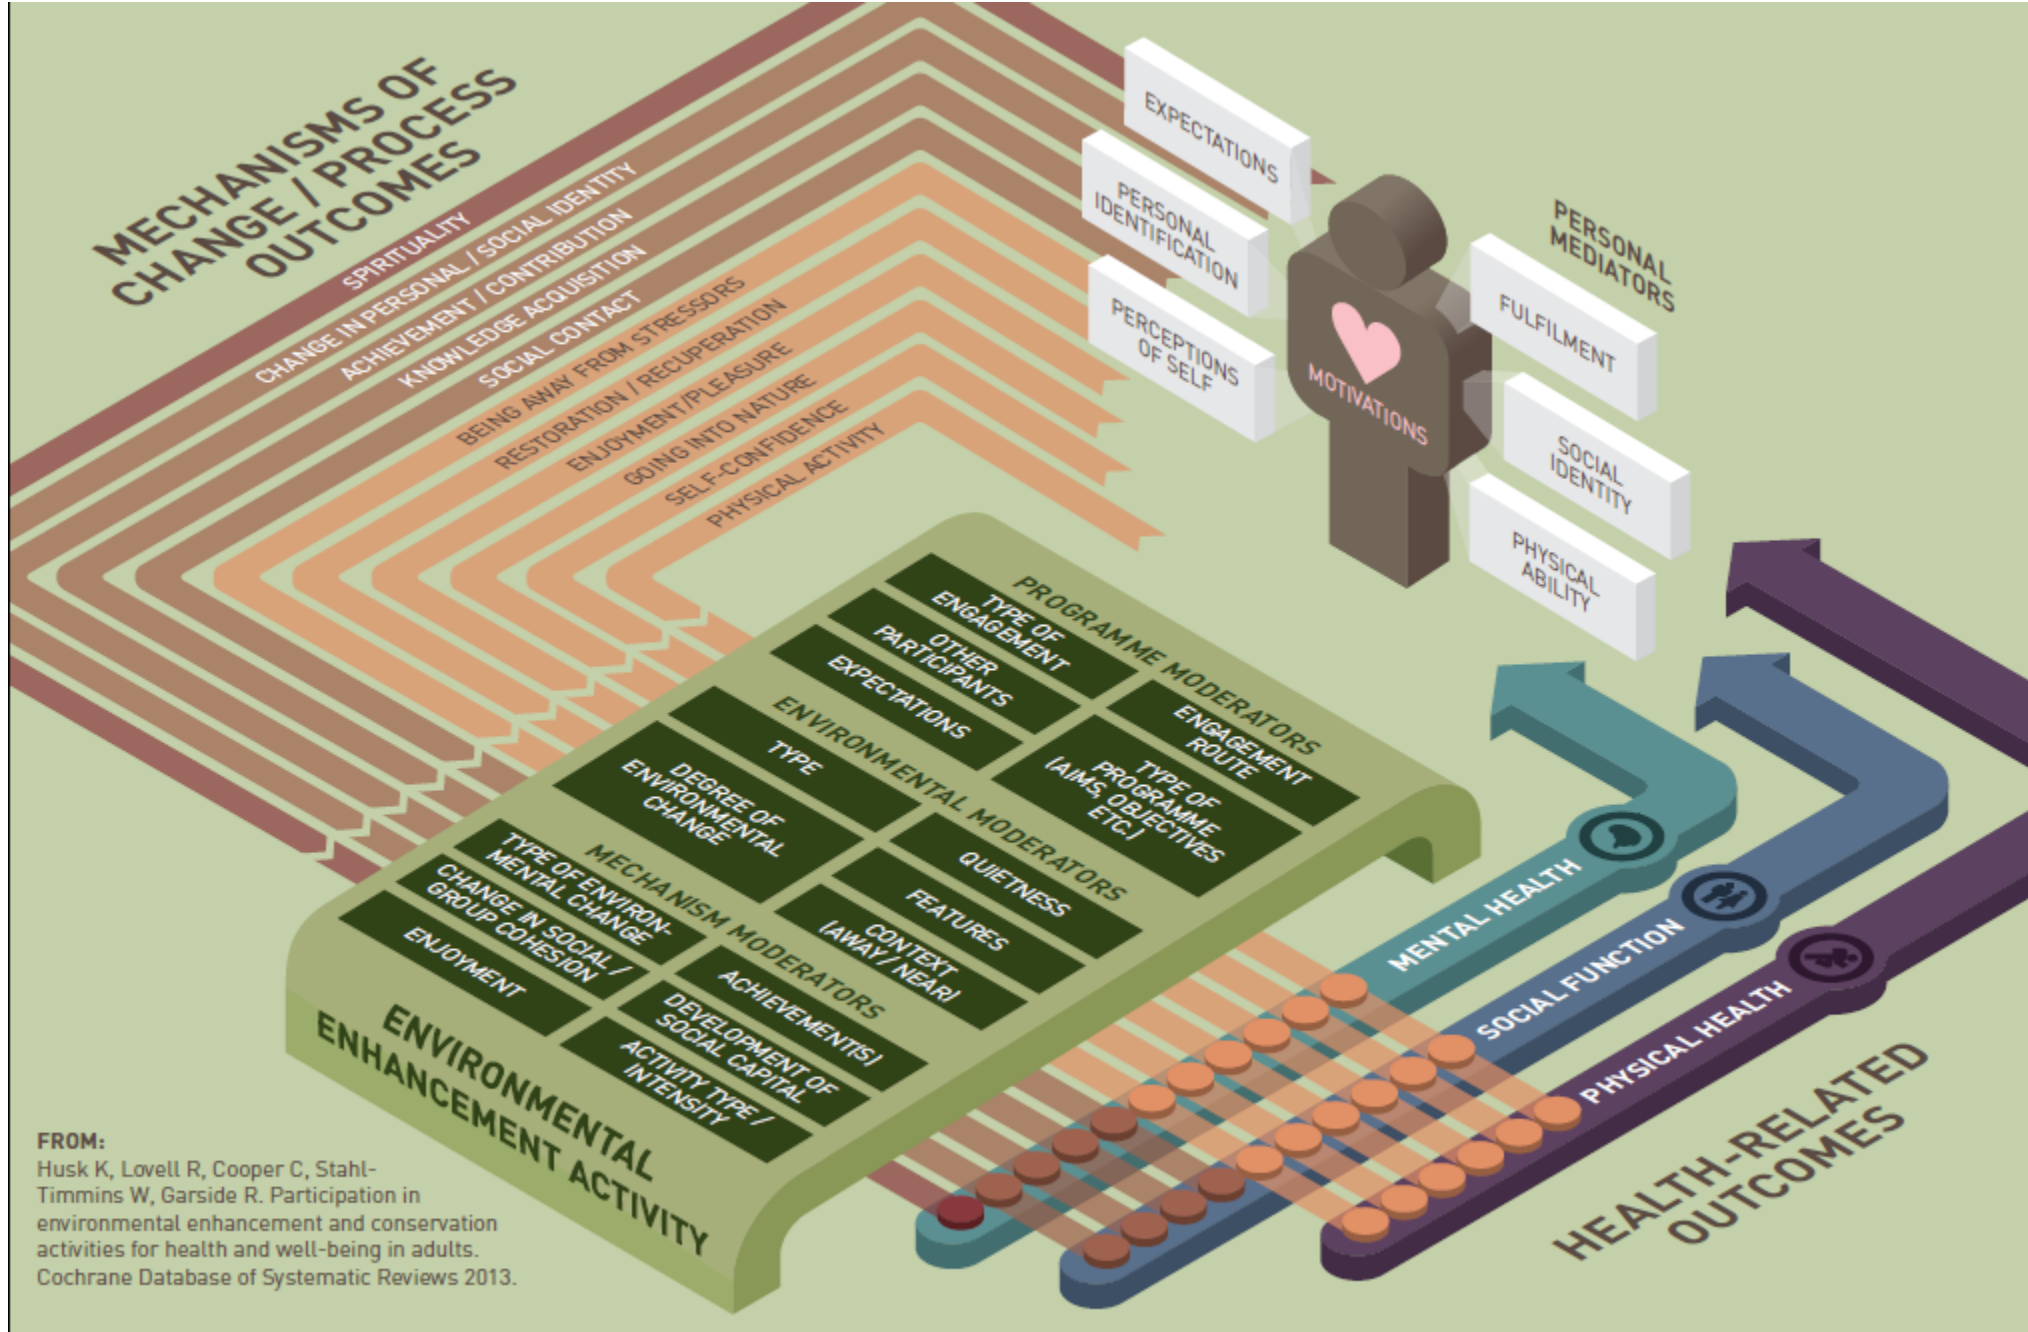 MECHANISMS OF
CHANGE / PROCESS
OUTCOMES
SPIRITUALITY
CHANGE IN PERSONAL / SOCIAL IDENTITY
ACHIEVEMENT / CONTRIBUTION
KNOWLEDGE ACQUISITION
SOCIAL CONTACT
BEING AWAY FROM STRESSORS
RESTORATION / RECUPERATION
ENJOYMENT/PLEASURE
GOING INTO NATURE
SELF-CONFIDENCE
PHYSICAL ACTIVITY
EXPECTATIONS
PERSONAL
IDENTIFICATION
PERCEPTIONS
OF SELF
MOTIVATIONS
PERSONAL
MEDIATORS
FULFILMENT
SOCIAL
IDENTITY
PHYSICAL
ABILITY
PROGRAMME MODERATORS
TYPE OF
ENGAGEMENT
OTHER
PARTICIPANTS
EXPECTATIONS
ENGAGEMENT
ROUTE
TYPE OF
PROGRAMME
(AIMS, OBJECTIVES
ETC.)
ENVIRONMENTAL MODERATORS
TYPE
DEGREE OF
ENVIRONMENTAL
CHANGE
QUIETNESS
FEATURES
CONTEXT
(AWAY / NEAR)
MECHANISM MODERATORS
TYPE OF ENVIRON-
MENTAL CHANGE
CHANGE IN SOCIAL /
GROUP COHESION
ENJOYMENT
ACHIEVEMENT(S)
DEVELOPMENT OF
SOCIAL CAPITAL
ACTIVITY TYPE /
INTENSITY
ENVIRONMENTAL
ENHANCEMENT ACTIVITY
MENTAL HEALTH
SOCIAL FUNCTION
PHYSICAL HEALTH
HEALTH-RELATED
OUTCOMES
FROM:
Husk K, Lovell R, Cooper C, Stahl-
Timmins W, Garside R. Participation in
environmental enhancement and conservation
activities for health and well-being in adults.
Cochrane Database of Systematic Reviews 2013.